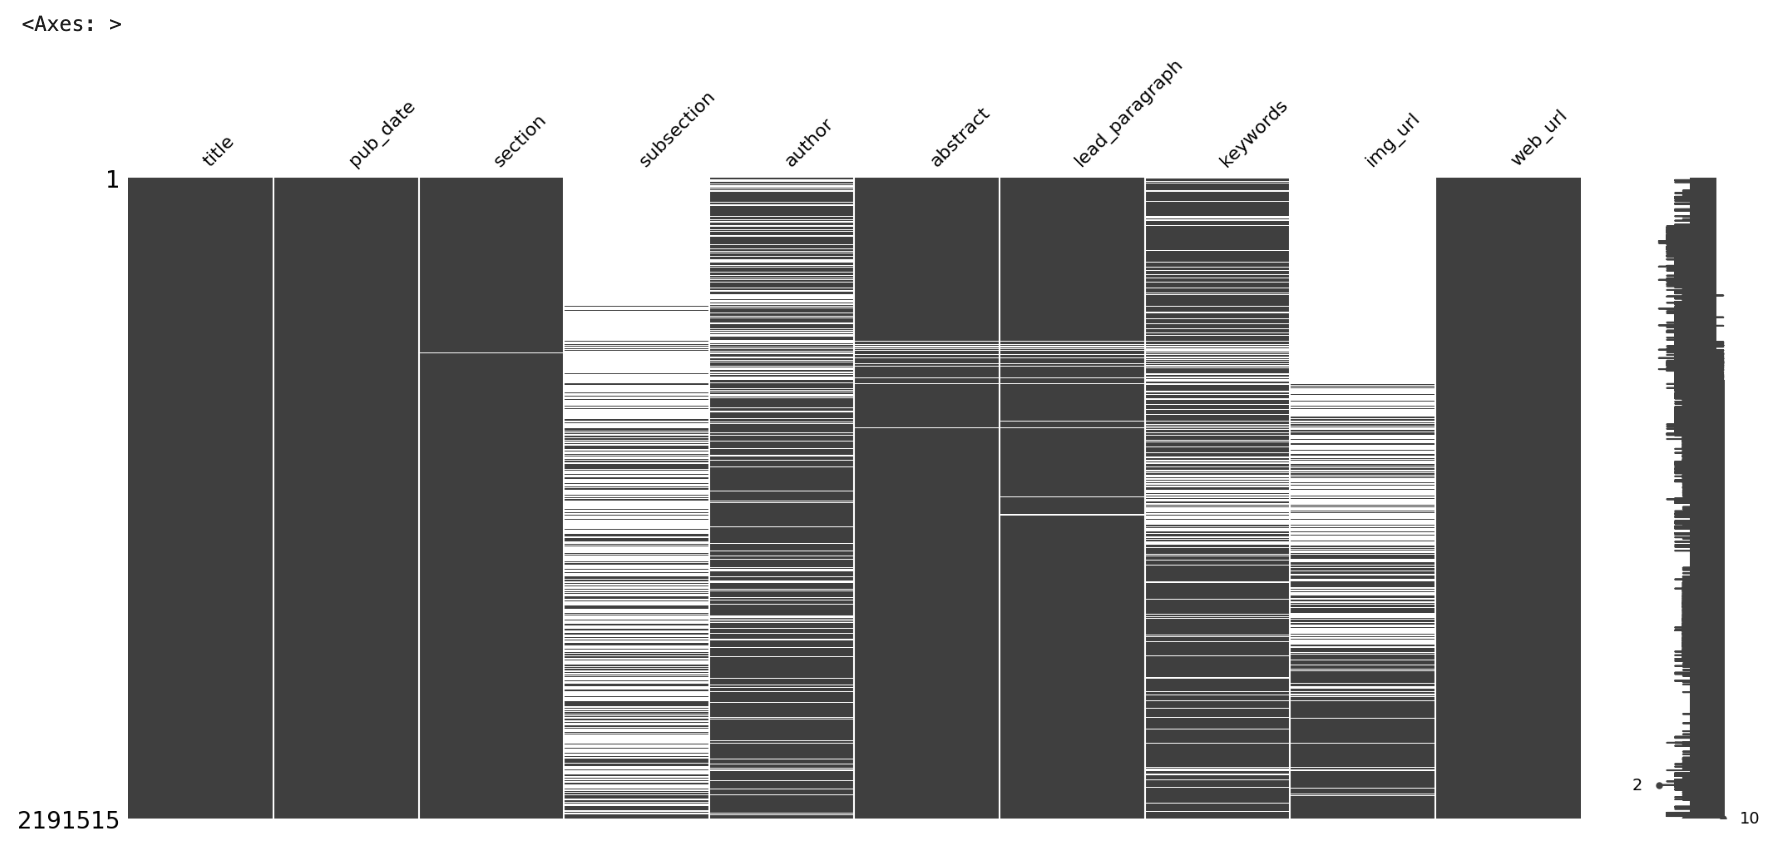 <Axes: >
title
pub_date
section
subsection
author
abstract
lead_paragraph
keywords
img_url
web_url
1
2
2191515
10